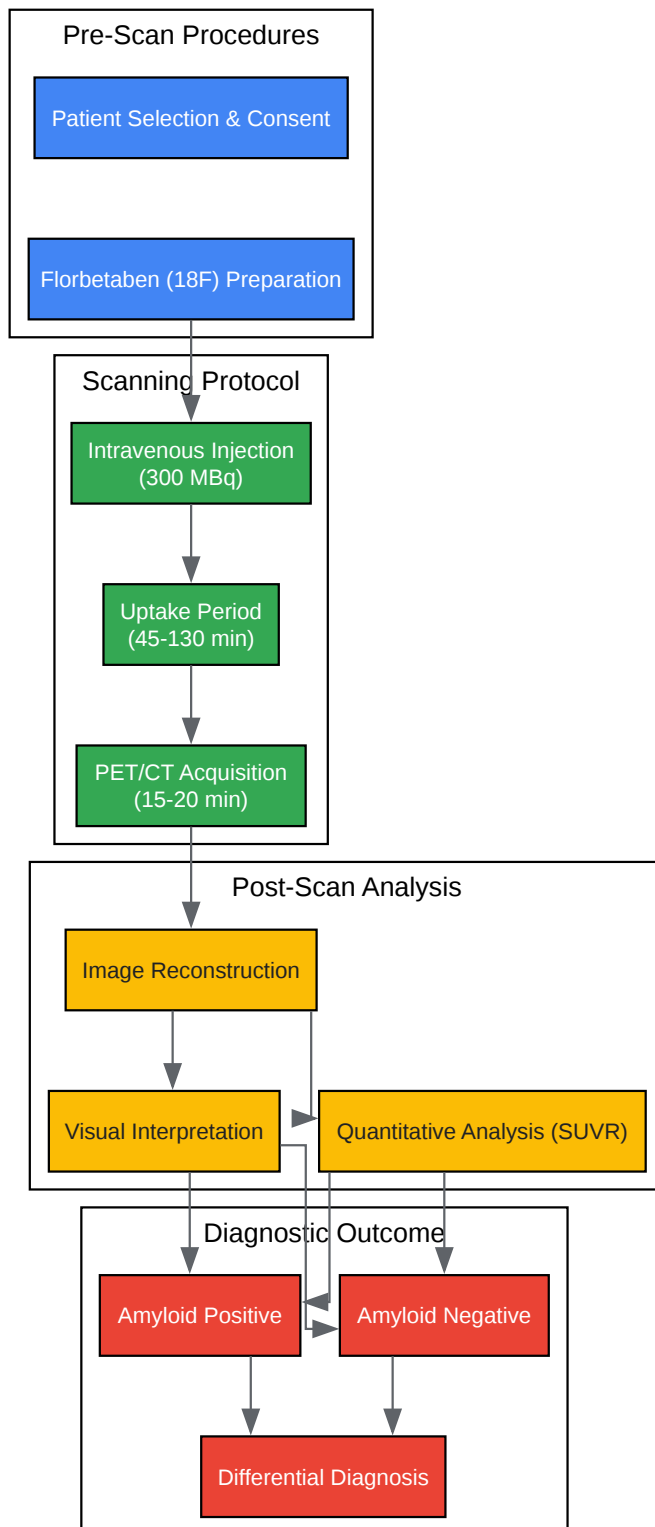 Pre-Scan Procedures
Patient Selection & Consent
Florbetaben (18F) Preparation
Scanning Protocol
Intravenous Injection
(300 MBq)
Uptake Period
(45-130 min)
PET/CT Acquisition
(15-20 min)
Post-Scan Analysis
Image Reconstruction
Visual Interpretation
Quantitative Analysis (SUVR)
Diagnostic Outcome
Amyloid Positive
Amyloid Negative
Differential Diagnosis